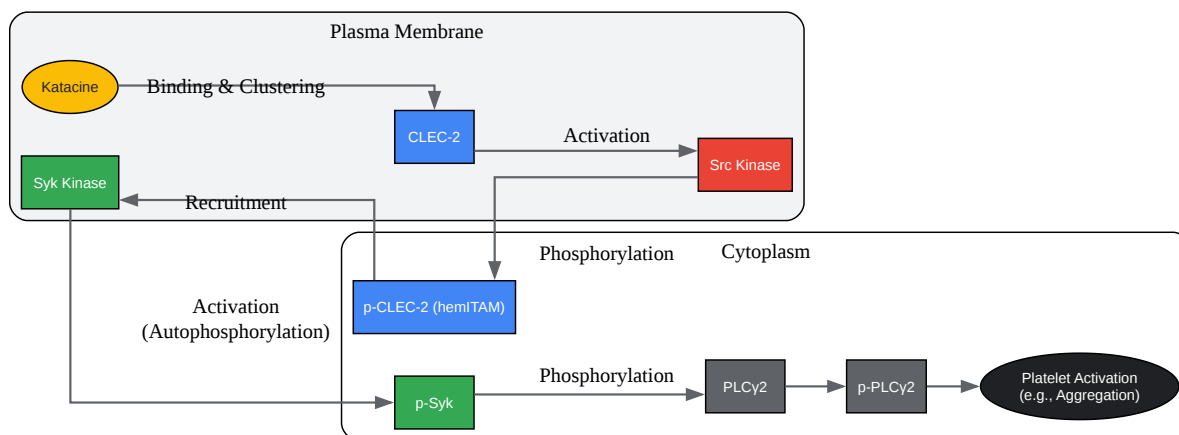 Plasma Membrane
Katacine
Binding & Clustering
CLEC-2
Activation
Src Kinase
Syk Kinase
Recruitment
Phosphorylation
Cytoplasm
p-CLEC-2 (hemITAM)
Activation
(Autophosphorylation)
p-Syk
Phosphorylation
PLCγ2
p-PLCγ2
Platelet Activation
(e.g., Aggregation)